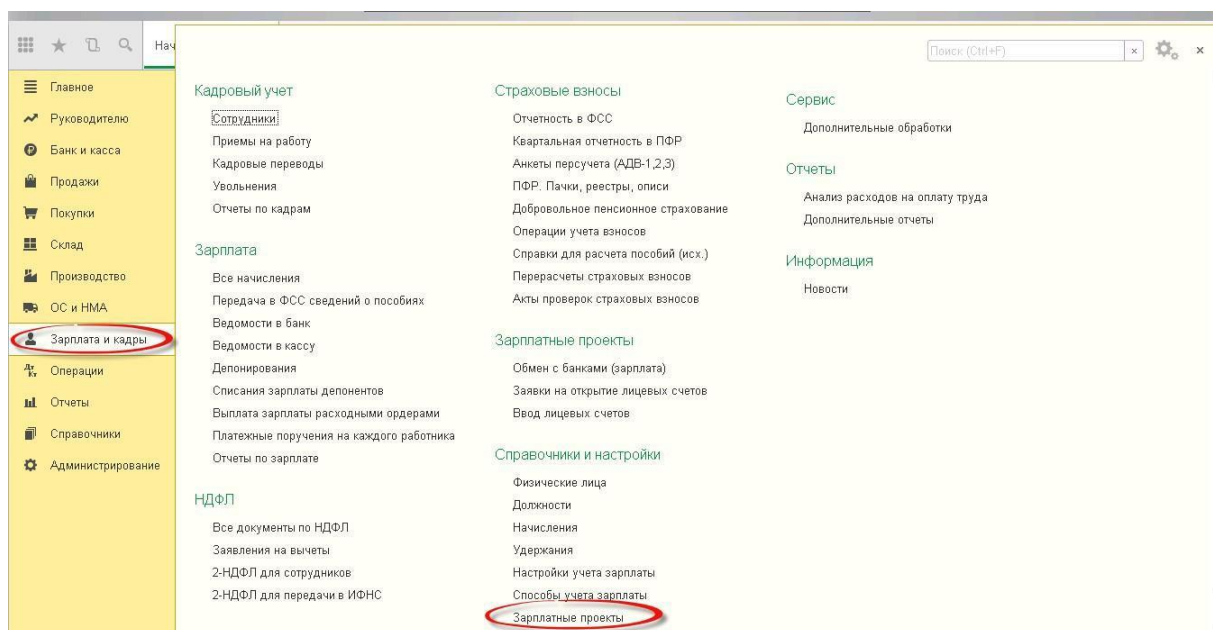 Нач
Поиск (Ctrl+F)
Главное
Руководителю
Банк и касса
Продажи
Покупки
Склад
Производство
ОС и НМА
Зарплата и кадры
Операции
Отчеты
Справочники
Администрирование
Кадровый учет
Сотрудники
Приемы на работу
Кадровые переводы
Увольнения
Отчеты по кадрам
Зарплата
Все начисления
Передача в ФСС сведений о пособиях
Ведомости в банк
Ведомости в кассу
Депонирования
Списания зарплаты депонентов
Выплата зарплаты расходными ордерами
Платежные поручения на каждого работника
Отчеты по зарплате
НДФЛ
Все документы по НДФЛ
Заявления на вычеты
2-НДФЛ для сотрудников
2-НДФЛ для передачи в ИФНС
Страховые взносы
Отчетность в ФСС
Квартальная отчетность в ПФР
Анкеты персучета (АДВ-1,2,3)
ПФР. Пачки, реестры, описи
Добровольное пенсионное страхование
Операции учета взносов
Справки для расчета пособий (исх.)
Перерасчеты страховых взносов
Акты проверок страховых взносов
Зарплатные проекты
Обмен с банками (зарплата)
Заявки на открытие лицевых счетов
Ввод лицевых счетов
Справочники и настройки
Физические лица
Должности
Начисления
Удержания
Настройки учета зарплаты
Способы учета зарплаты
Зарплатные проекты
Сервис
Дополнительные обработки
Отчеты
Анализ расходов на оплату труда
Дополнительные отчеты
Информация
Новости